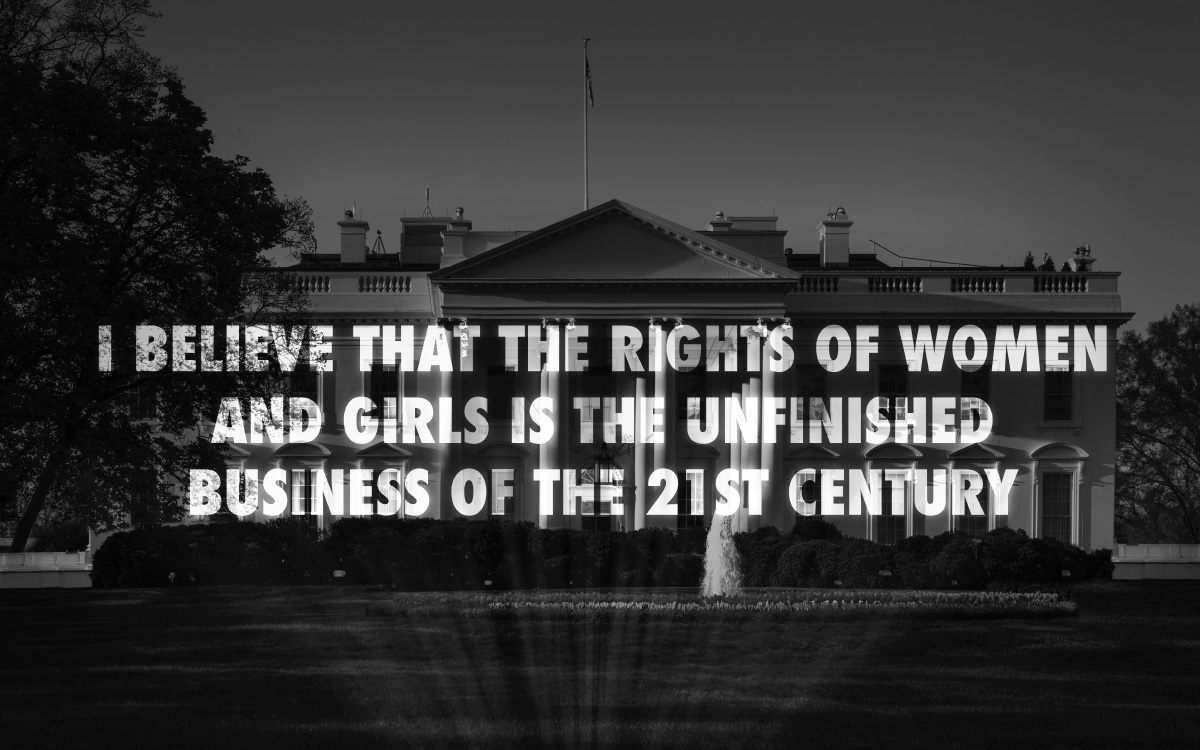 I BELIEVE THAT THE RIGHTS OF WOMEN
AND GIRLS IS THE UNFINISHED
BUSINESS OF THE 21ST CENTURY